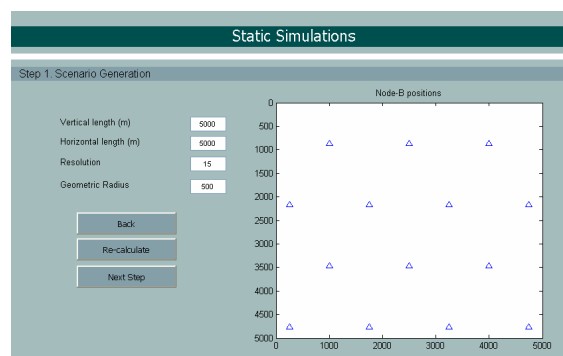 Static Simulations
Step 1. Scenario Generation
Vertical length (m) 5000
Horizontal length (m) 5000
Resolution 15
Geometric Radius 500
Back
Re-calculate
Next Step
Node-B positions
0
500
1000
1500
2000
2500
3000
3500
4000
4500
5000
0 1000 2000 3000 4000 5000